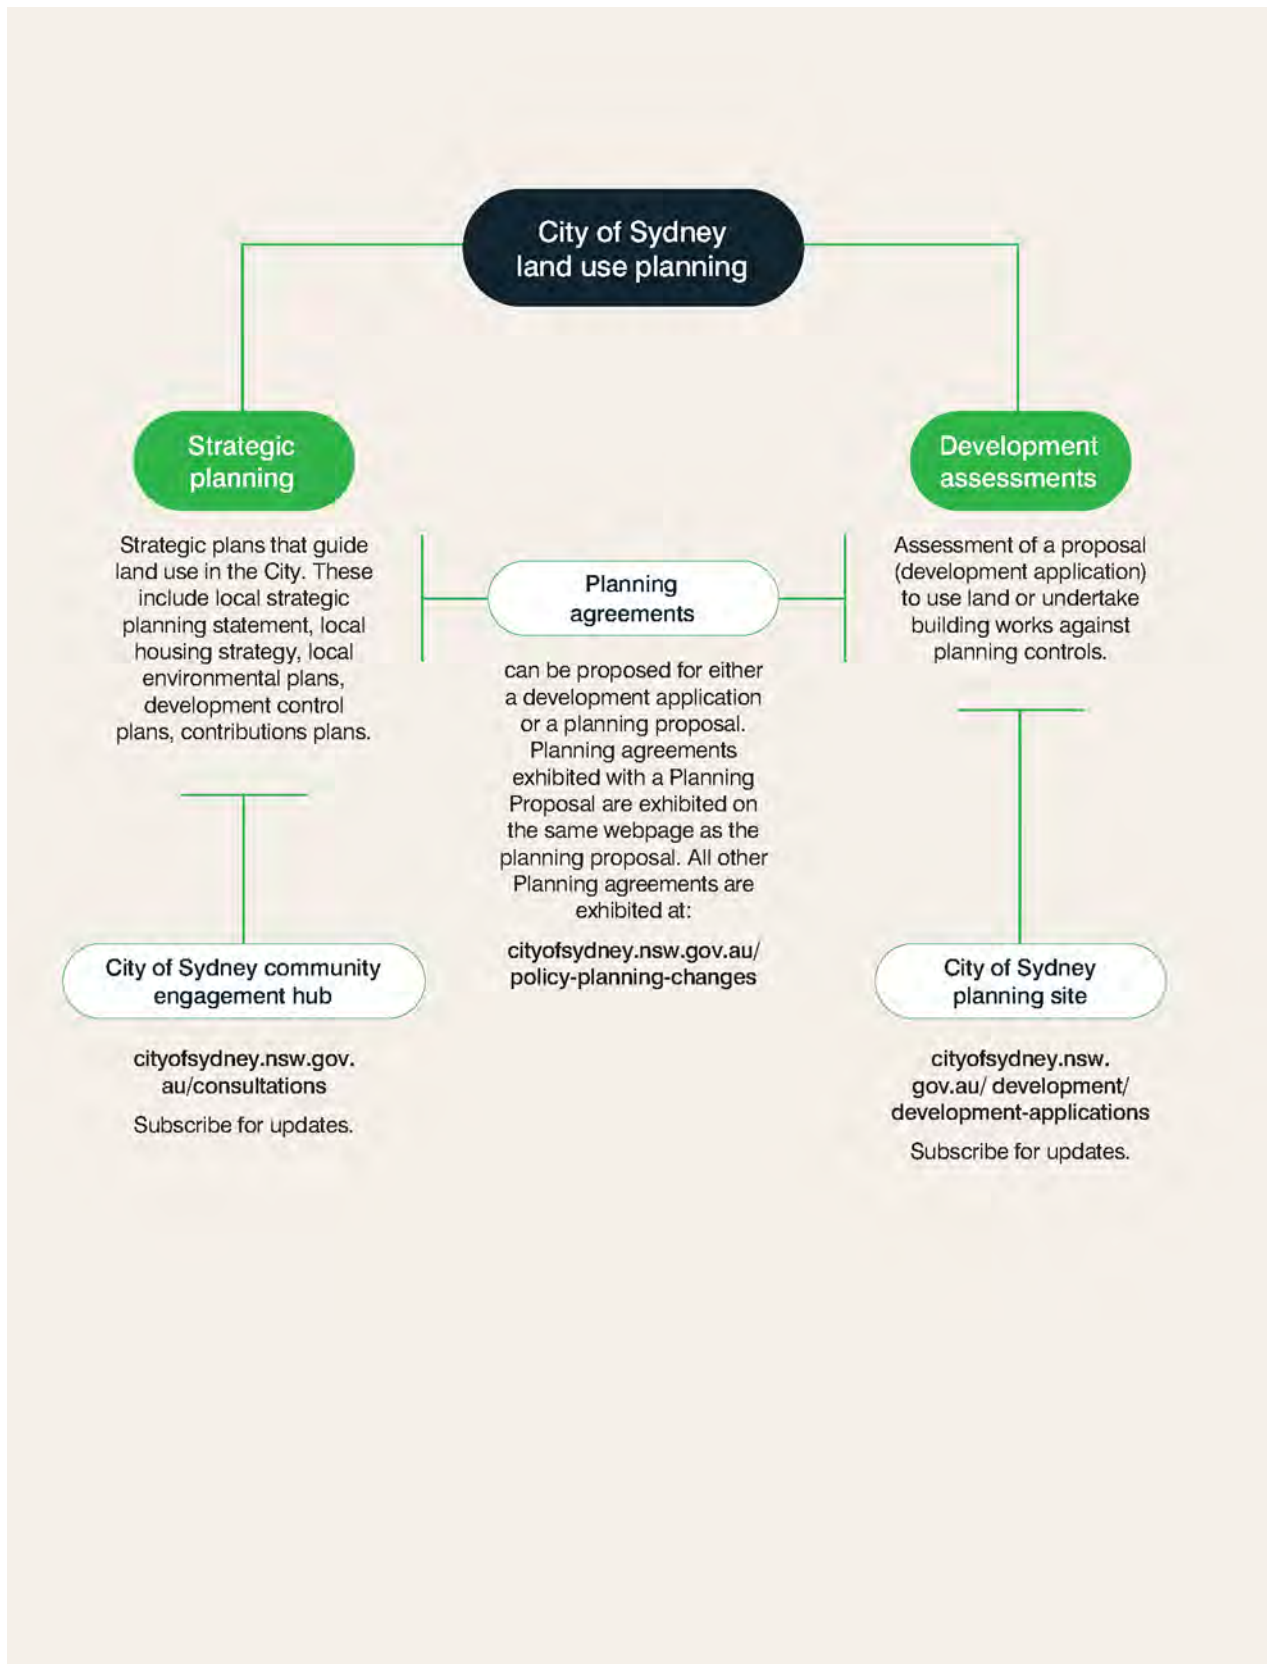 City of Sydney
land use planning
Strategic
planning
Strategic plans that guide
land use in the City. These
include local strategic
planning statement, local
housing strategy, local
environmental plans,
development control
plans, contributions plans.
City of Sydney community
engagement hub
cityofsydney.nsw.gov.
au/consultations
Subscribe for updates.
Planning
agreements
can be proposed for either
a development application
or a planning proposal.
Planning agreements
exhibited with a Planning
Proposal are exhibited on
the same webpage as the
planning proposal. All other
Planning agreements are
exhibited at:
cityofsydney.nsw.gov.au/
policy-planning-changes
Development
assessments
Assessment of a proposal
(development application)
to use land or undertake
building works against
planning controls.
City of Sydney
planning site
cityofsydney.nsw.
gov.au/ development/
development-applications
Subscribe for updates.